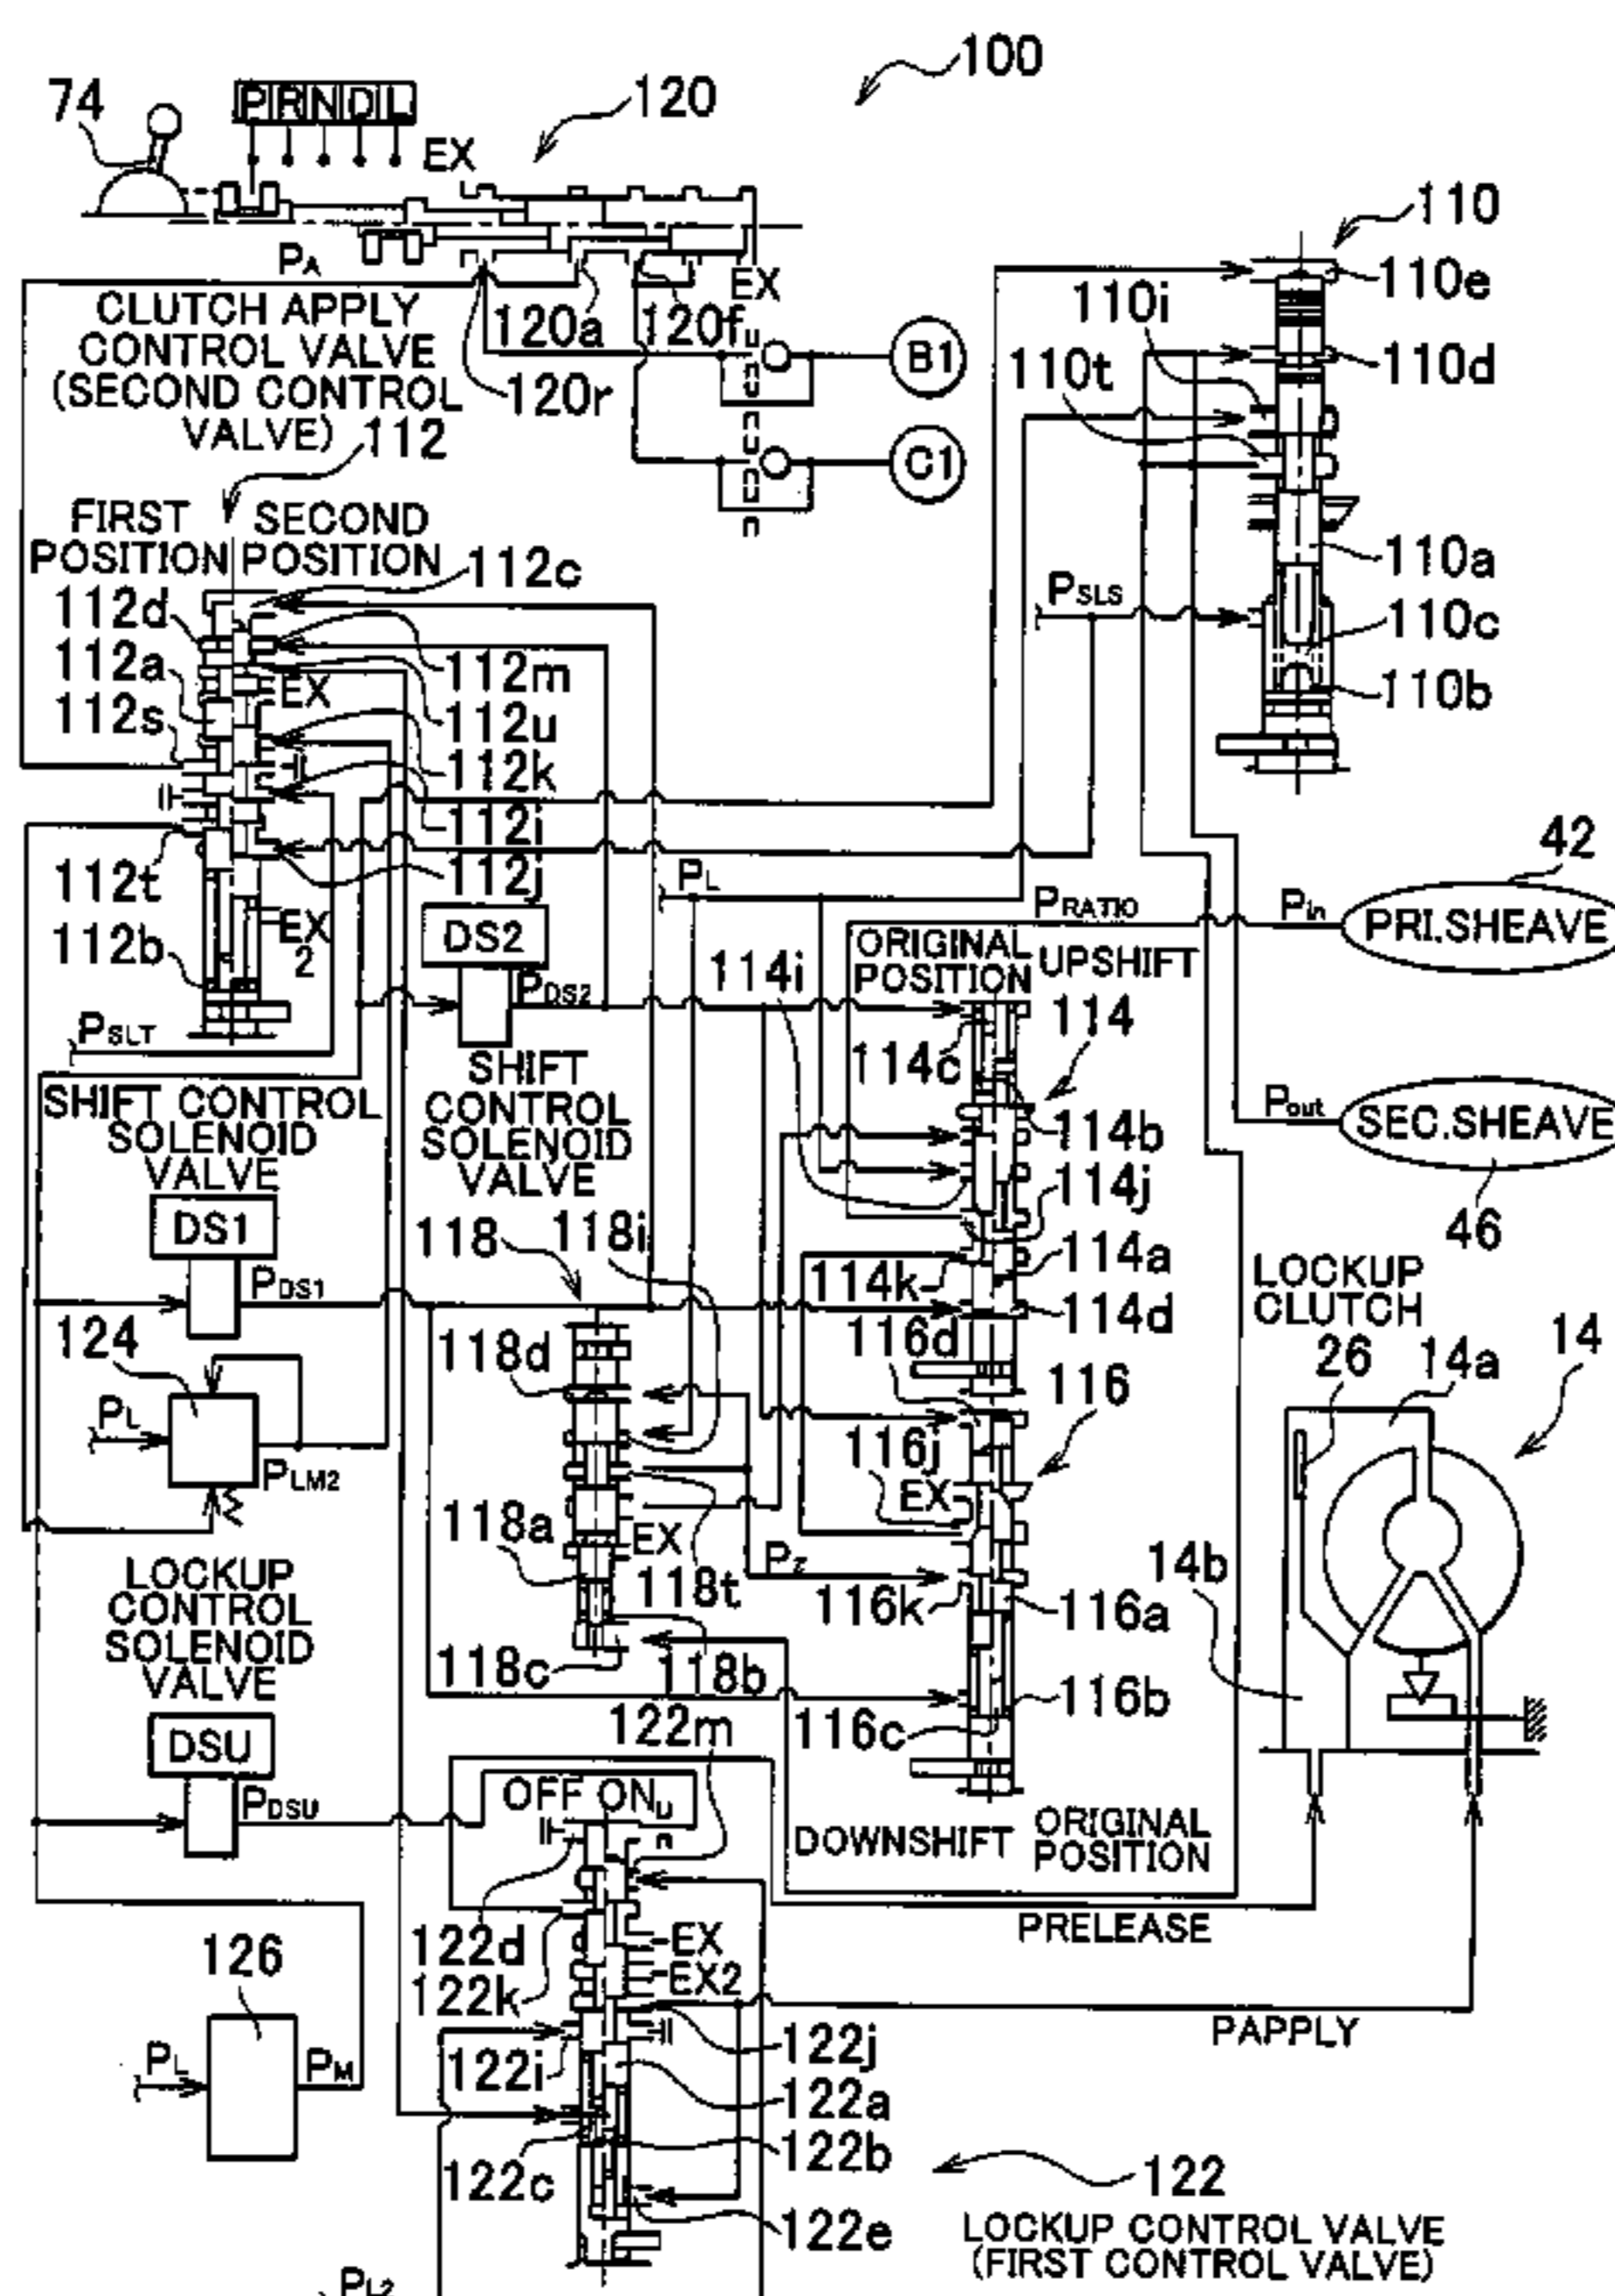 100
74
P R N D L
120
EX
110
PA
EX
110e
CLUTCH APPLY
CONTROL VALVE
(SECOND CONTROL
VALVE)
120a
120f
110i
B1
110d
120r
110t
112
C1
FIRST
POSITION
SECOND
POSITION
112c
110a
112d
PSLS
110c
112a
112m
EX
110b
112s
112u
112k
112i
42
112t
112j
PL
PRATIO
Pin
PRI.SHEAVE
EX
2
DS2
ORIGINAL
POSITION
UPSHIFT
112b
114i
PDS2
114
PSLT
114c
SHIFT CONTROL
SOLENOID
VALVE
SHIFT
CONTROL
SOLENOID
VALVE
Pout
SEC.SHEAVE
114b
114j
46
DS1
118
118i
114a
LOCKUP
CLUTCH
114k
PDS1
114d
124
118d
116d
26
14a
14
116
PL
116j
PLM2
EX
118a
EX
PZ
14b
LOCKUP
CONTROL
SOLENOID
VALVE
118t
116k
116a
118c
118b
116b
122m
116c
DSU
PDSU
OFF ON
DOWNSHIFT
ORIGINAL
POSITION
122d
PRELEASE
126
EX
122k
EX2
PAPPLY
PL
PM
122i
122j
122a
122b
122c
122
122e
LOCKUP CONTROL VALVE
(FIRST CONTROL VALVE)
PL2